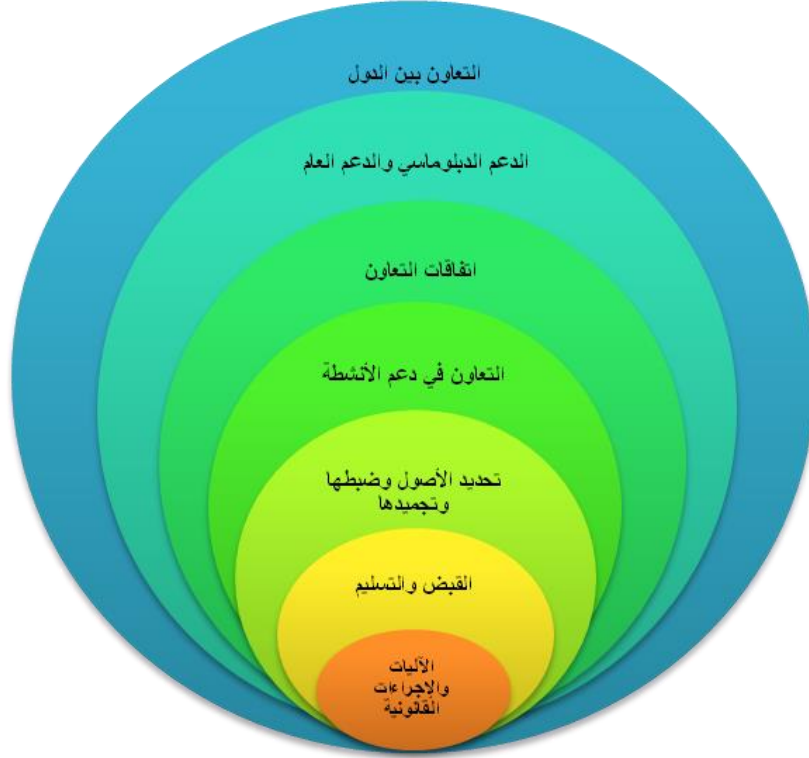 التعاون بين الدول
الدعم الدبلوماسي والدعم العام
اتفاقات التعاون
التعاون في دعم الأنشطة
تحديد الأصول وضبطها
وتجميدها
القبض والتسليم
الآليات
والإجراءات
القانونية